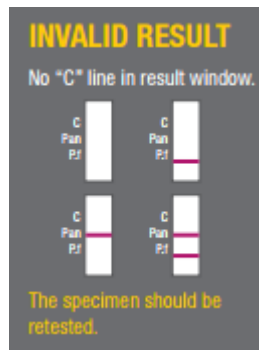 INVALID RESULT
No “C” line in result window.
C
Pan
P.f
C
Pan
P.f
C
Pan
P.f
C
Pan
P.f
The specimen should be
retested.